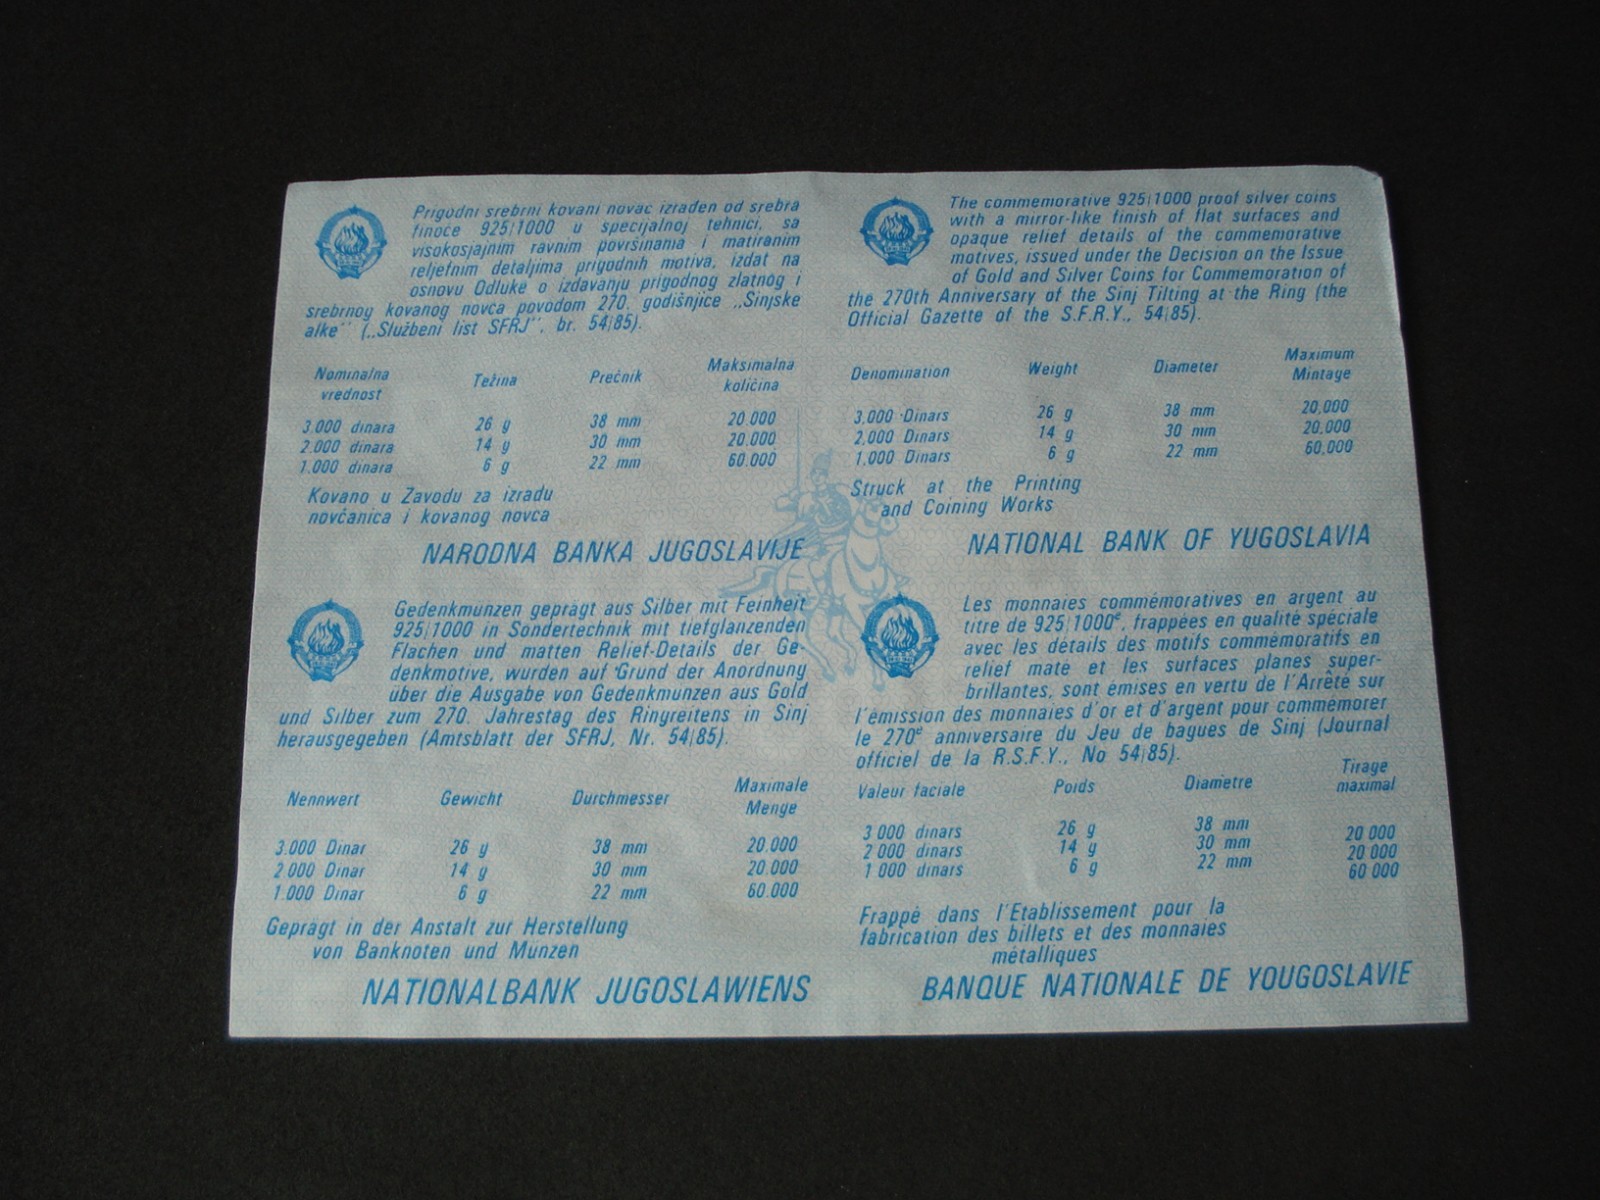 Prigodni srebrni kovani novac izrađen od srebra
finoće 925/1000 u specijalnoj tehnici, sa
visokosjajnim ravnim površinama i matiranim
reljefnim detaljima prigodnih motiva, izdat na
osnovu Odluke o izdavanju prigodnog zlatnog i
srebrnog kovanog novca povodom 270. godišnjice „Sinjske
alke" („Službeni list SFRJ", br. 54/85).
Nominalna vrednost Težina Prečnik Maksimalna količina
3.000 dinara 26 g 38 mm 20.000
2.000 dinara 14 g 30 mm 20.000
1.000 dinara 6 g 22 mm 60.000
Kovano u Zavodu za izradu
novčanica i kovanog novca
NARODNA BANKA JUGOSLAVIJE
The commemorative 925/1000 proof silver coins
with a mirror-like finish of flat surfaces and
opaque relief details of the commemorative
motives, issued under the Decision on the Issue
of Gold and Silver Coins for Commemoration of
the 270th Anniversary of the Sinj Tilting at the Ring (the
Official Gazette of the S.F.R.Y., 54/85).
Denomination Weight Diameter Maximum Mintage
3,000 Dinars 26 g 38 mm 20,000
2,000 Dinars 14 g 30 mm 20,000
1,000 Dinars 6 g 22 mm 60,000
Struck at the Printing
and Coining Works
NATIONAL BANK OF YUGOSLAVIA
Gedenkmünzen geprägt aus Silber mit Feinheit
925/1000 in Sondertechnik mit tiefglanzenden
Flachen und matten Relief-Details der Ge-
denkmotive, wurden auf Grund der Anordnung
über die Ausgabe von Gedenkmunzen aus Gold
und Silber zum 270. Jahrestag des Ringreitens in Sinj
herausgegeben (Amtsblatt der SFRJ, Nr. 54/85).
Nennwert Gewicht Durchmesser Maximale Menge
3.000 Dinar 26 g 38 mm 20.000
2.000 Dinar 14 g 30 mm 20.000
1.000 Dinar 6 g 22 mm 60.000
Geprägt in der Anstalt zur Herstellung
von Banknoten und Münzen
NATIONALBANK JUGOSLAWIENS
Les monnaies commémoratives en argent au
titre de 925/1000e, frappées en qualité spéciale
avec les détails des motifs commémoratifs en
relief maté et les surfaces planes super-
brillantes, sont émises en vertu de l'Arrêté sur
l'émission des monnaies d'or et d'argent pour commémorer
le 270e anniversaire du Jeu de bagues de Sinj (Journal
officiel de la R.S.F.Y., No 54/85).
Valeur faciale Poids Diametre Tirage maximal
3 000 dinars 26 g 38 mm 20 000
2 000 dinars 14 g 30 mm 20 000
1 000 dinars 6 g 22 mm 60 000
Frappé dans l'Etablissement pour la
fabrication des billets et des monnaies
métalliques
BANQUE NATIONALE DE YOUGOSLAVIE